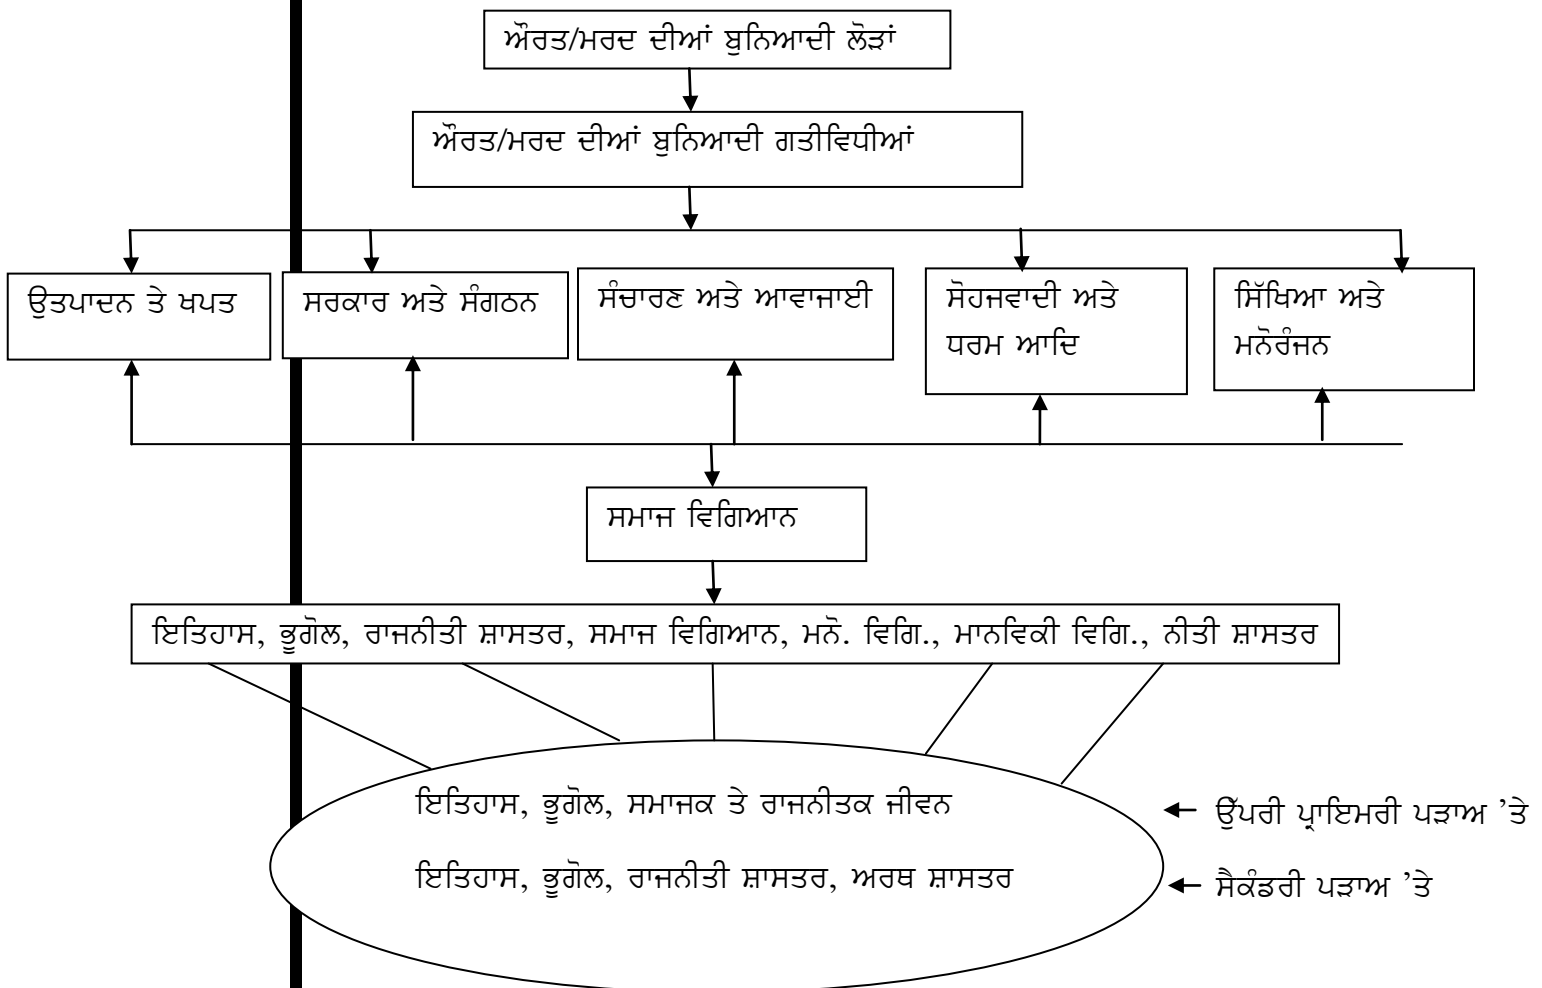 ਔਰਤ/ਮਰਦ ਦੀਆਂ ਬੁਨਿਆਦੀ ਲੋੜਾਂ
ਔਰਤ/ਮਰਦ ਦੀਆਂ ਬੁਨਿਆਦੀ ਗਤੀਵਿਧੀਆਂ
ਉਤਪਾਦਨ ਤੇ ਖਪਤ
ਸਰਕਾਰ ਅਤੇ ਸੰਗਠਨ
ਸੰਚਾਰਣ ਅਤੇ ਆਵਾਜਾਈ
ਸੋਹਜਵਾਦੀ ਅਤੇ
ਧਰਮ ਆਦਿ
ਸਿੱਖਿਆ ਅਤੇ
ਮਨੋਰੰਜਨ
ਸਮਾਜ ਵਿਗਿਆਨ
ਇਤਿਹਾਸ, ਭੂਗੋਲ, ਰਾਜਨੀਤੀ ਸ਼ਾਸਤਰ, ਸਮਾਜ ਵਿਗਿਆਨ, ਮਨੋ. ਵਿਗਿ., ਮਾਨਵਿਕੀ ਵਿਗਿ., ਨੀਤੀ ਸ਼ਾਸਤਰ
ਇਤਿਹਾਸ, ਭੂਗੋਲ, ਸਮਾਜਕ ਤੇ ਰਾਜਨੀਤਕ ਜੀਵਨ
ਉੱਪਰੀ ਪ੍ਰਾਇਮਰੀ ਪੜਾਅ ’ਤੇ
ਇਤਿਹਾਸ, ਭੂਗੋਲ, ਰਾਜਨੀਤੀ ਸ਼ਾਸਤਰ, ਅਰਥ ਸ਼ਾਸਤਰ
ਸੈਕੰਡਰੀ ਪੜਾਅ ’ਤੇ